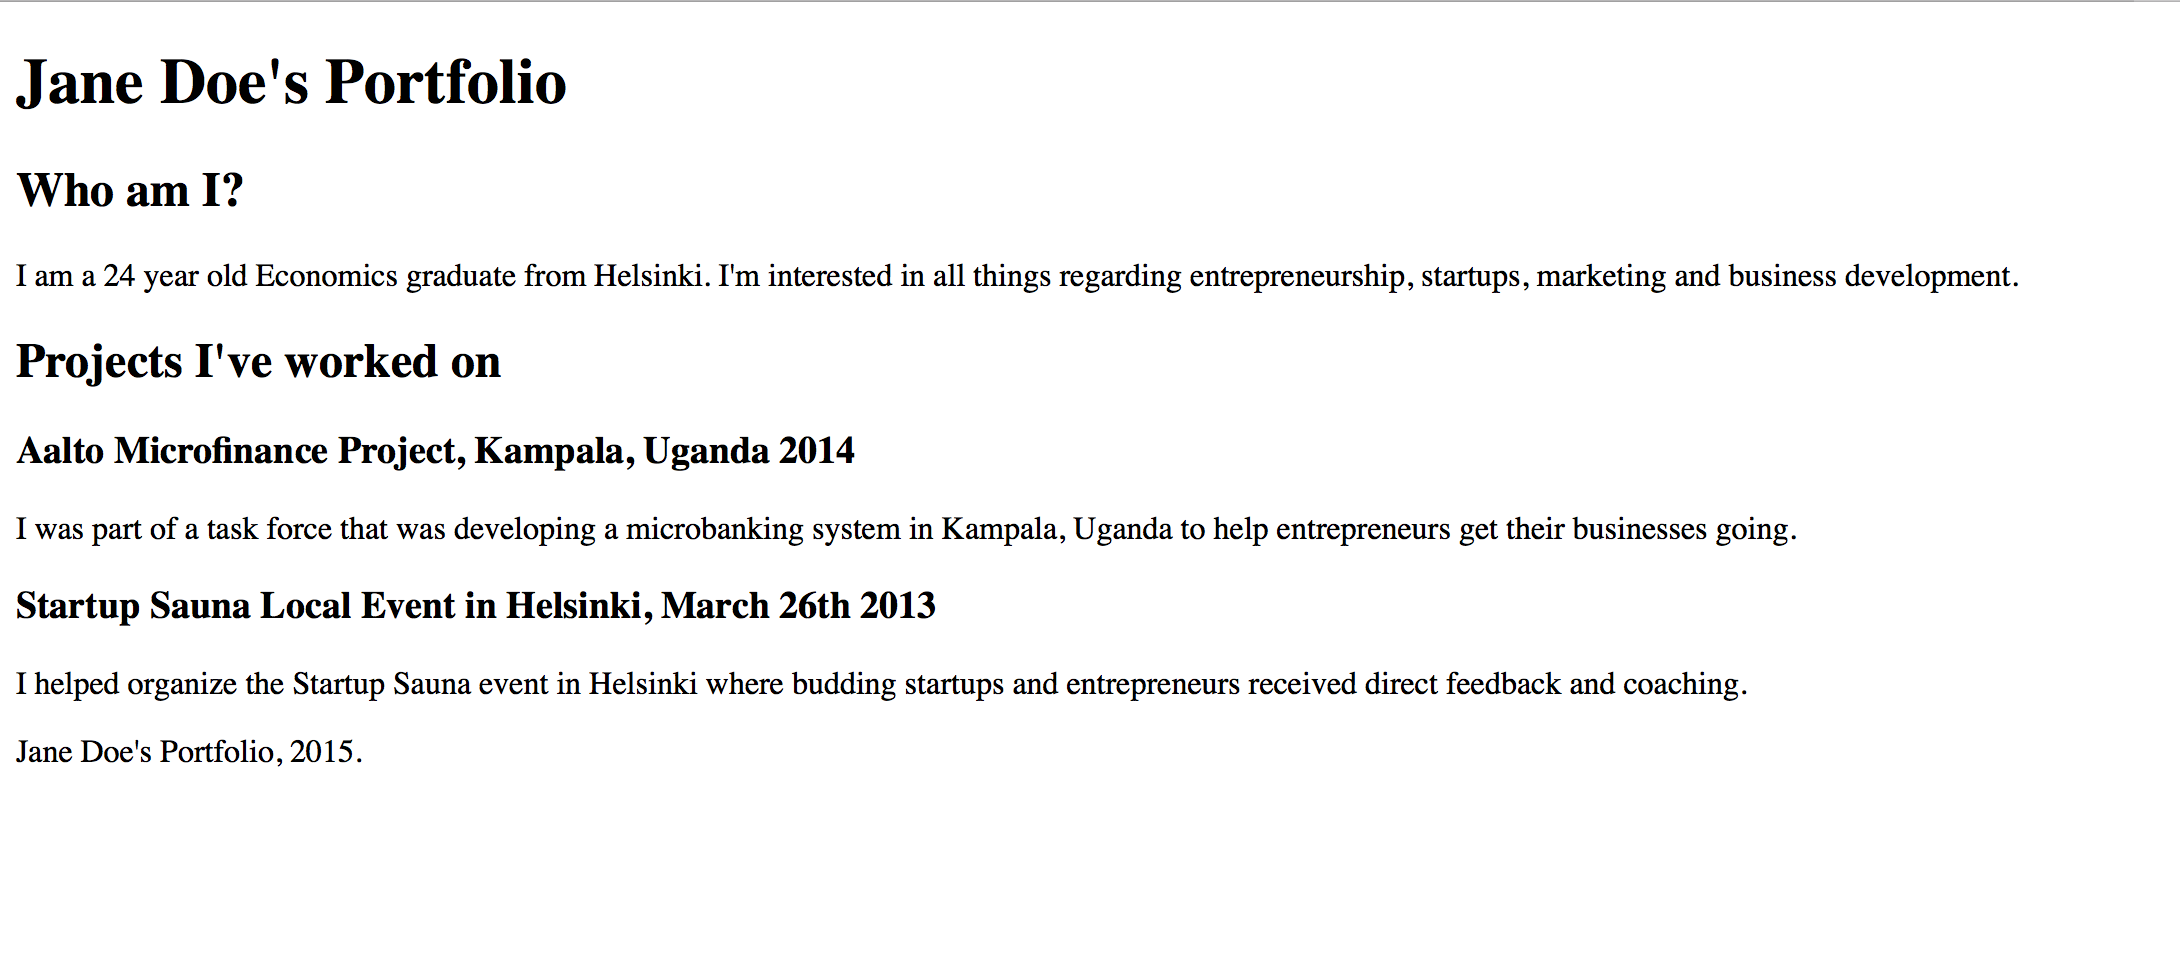 Jane Doe's Portfolio
Who am I?
I am a 24 year old Economics graduate from Helsinki. I'm interested in all things regarding entrepreneurship, startups, marketing and business development.
Projects I've worked on
Aalto Microfinance Project, Kampala, Uganda 2014
I was part of a task force that was developing a microbanking system in Kampala, Uganda to help entrepreneurs get their businesses going.
Startup Sauna Local Event in Helsinki, March 26th 2013
I helped organize the Startup Sauna event in Helsinki where budding startups and entrepreneurs received direct feedback and coaching.
Jane Doe's Portfolio, 2015.